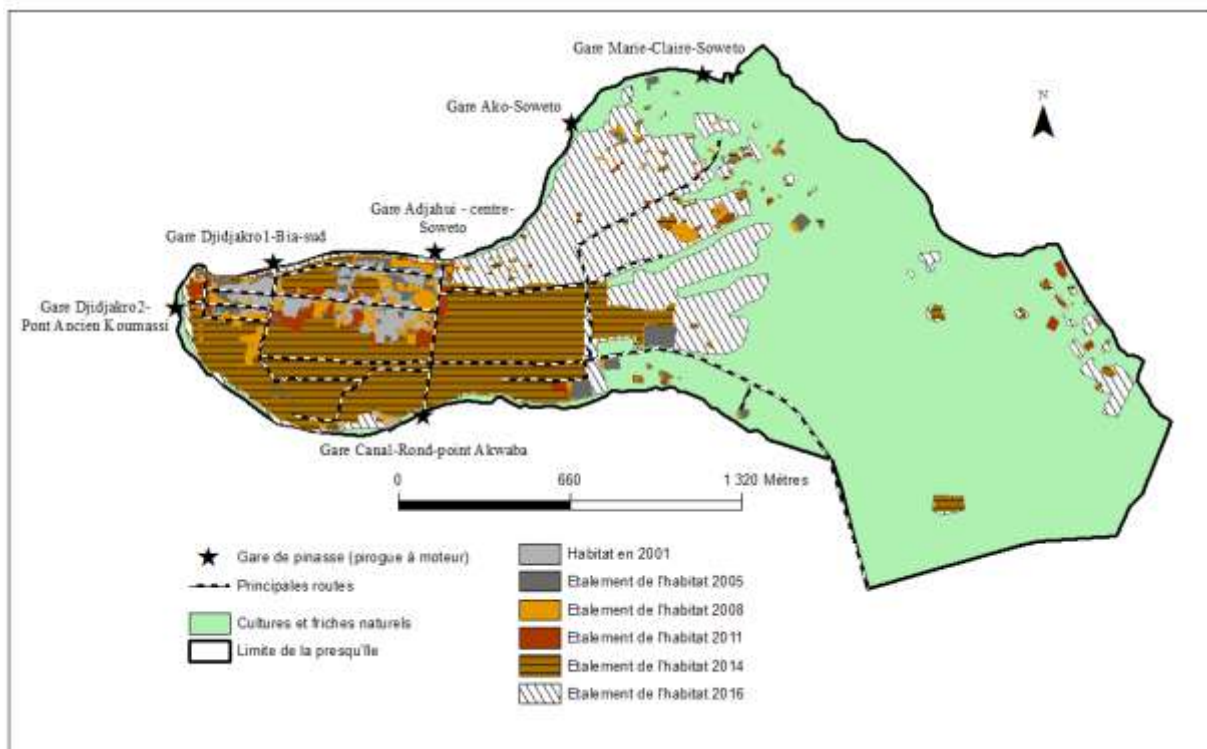 Gare Marie-Claire-Soweto
Gare Ako-Soweto
N
Gare Adjahui - centre-
Soweto
Gare Djidjakro1-Bia-sud
Gare Djidjakro2-
Pont Ancien Koumassi
Gare Canal-Rond-point Akwaba
0 660 1 320 Mètres
Gare de pinasse (pirogue à moteur)
Principales routes
Cultures et friches naturels
Limite de la presqu'île
Habitat en 2001
Etalement de l'habitat 2005
Etalement de l'habitat 2008
Etalement de l'habitat 2011
Etalement de l'habitat 2014
Etalement de l'habitat 2016